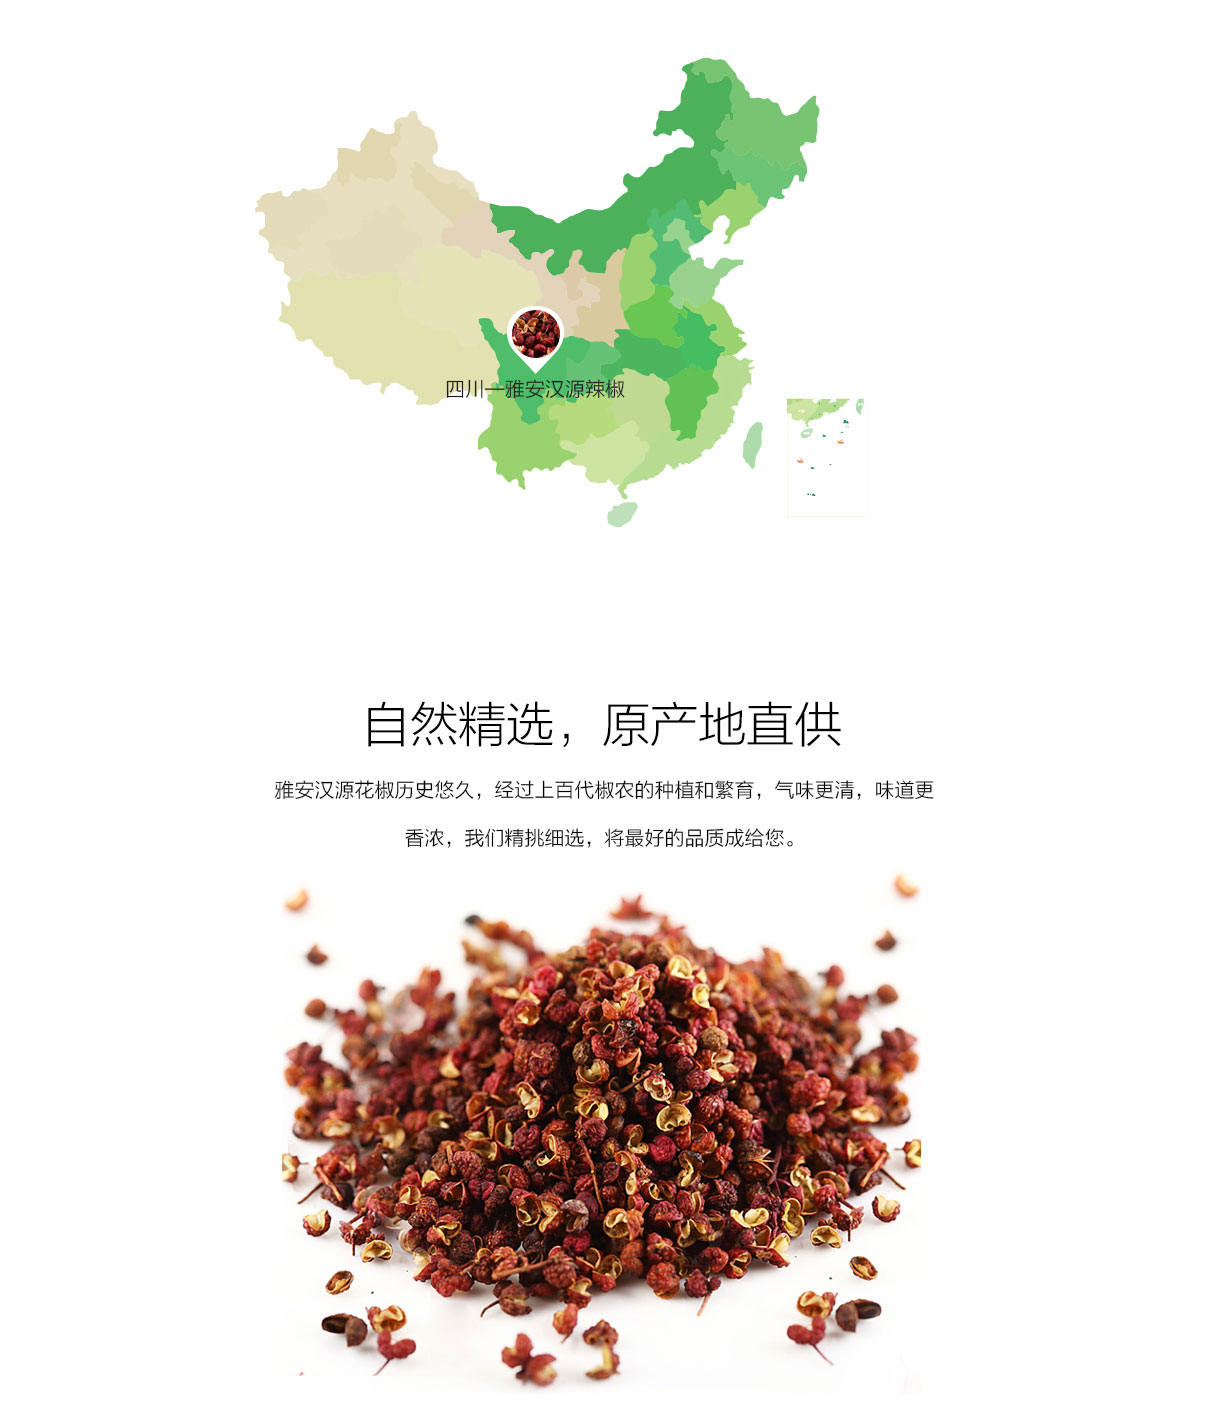 四川—雅安汉源辣椒
自然精选，原产地直供
雅安汉源花椒历史悠久，经过上百代椒农的种植和繁育，气味更清，味道更
香浓，我们精挑细选，将最好的品质成给您。